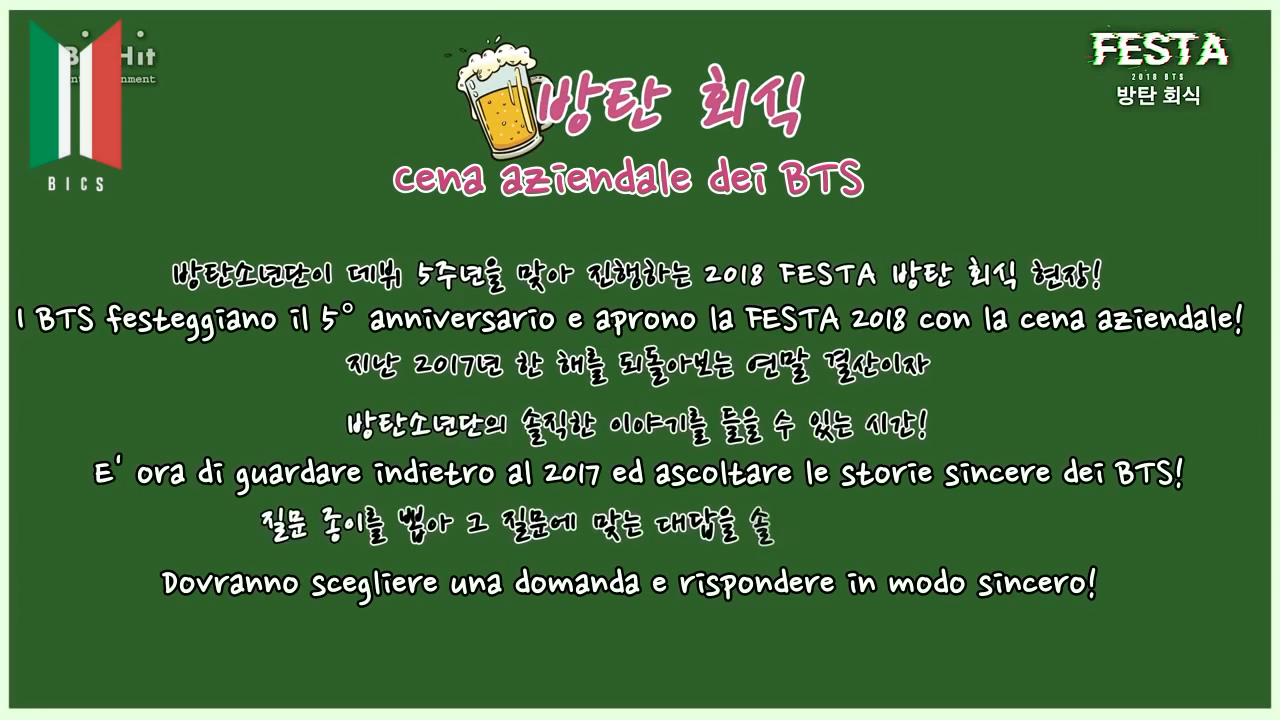 BICS
FESTA
2018 BTS
방탄 회식
방탄 회식
cena aziendale dei BTS
방탄소년단이 데뷔 5주년을 맞아 진행하는 2018 FESTA 방탄 회식 현장!
I BTS festeggiano il 5° anniversario e aprono la FESTA 2018 con la cena aziendale!
지난 2017년 한 해를 되돌아보는 연말 결산이자
방탄소년단의 솔직한 이야기를 들을 수 있는 시간!
E' ora di guardare indietro al 2017 ed ascoltare le storie sincere dei BTS!
질문 종이를 뽑아 그 질문에 맞는 대답을 솔
Dovranno scegliere una domanda e rispondere in modo sincero!